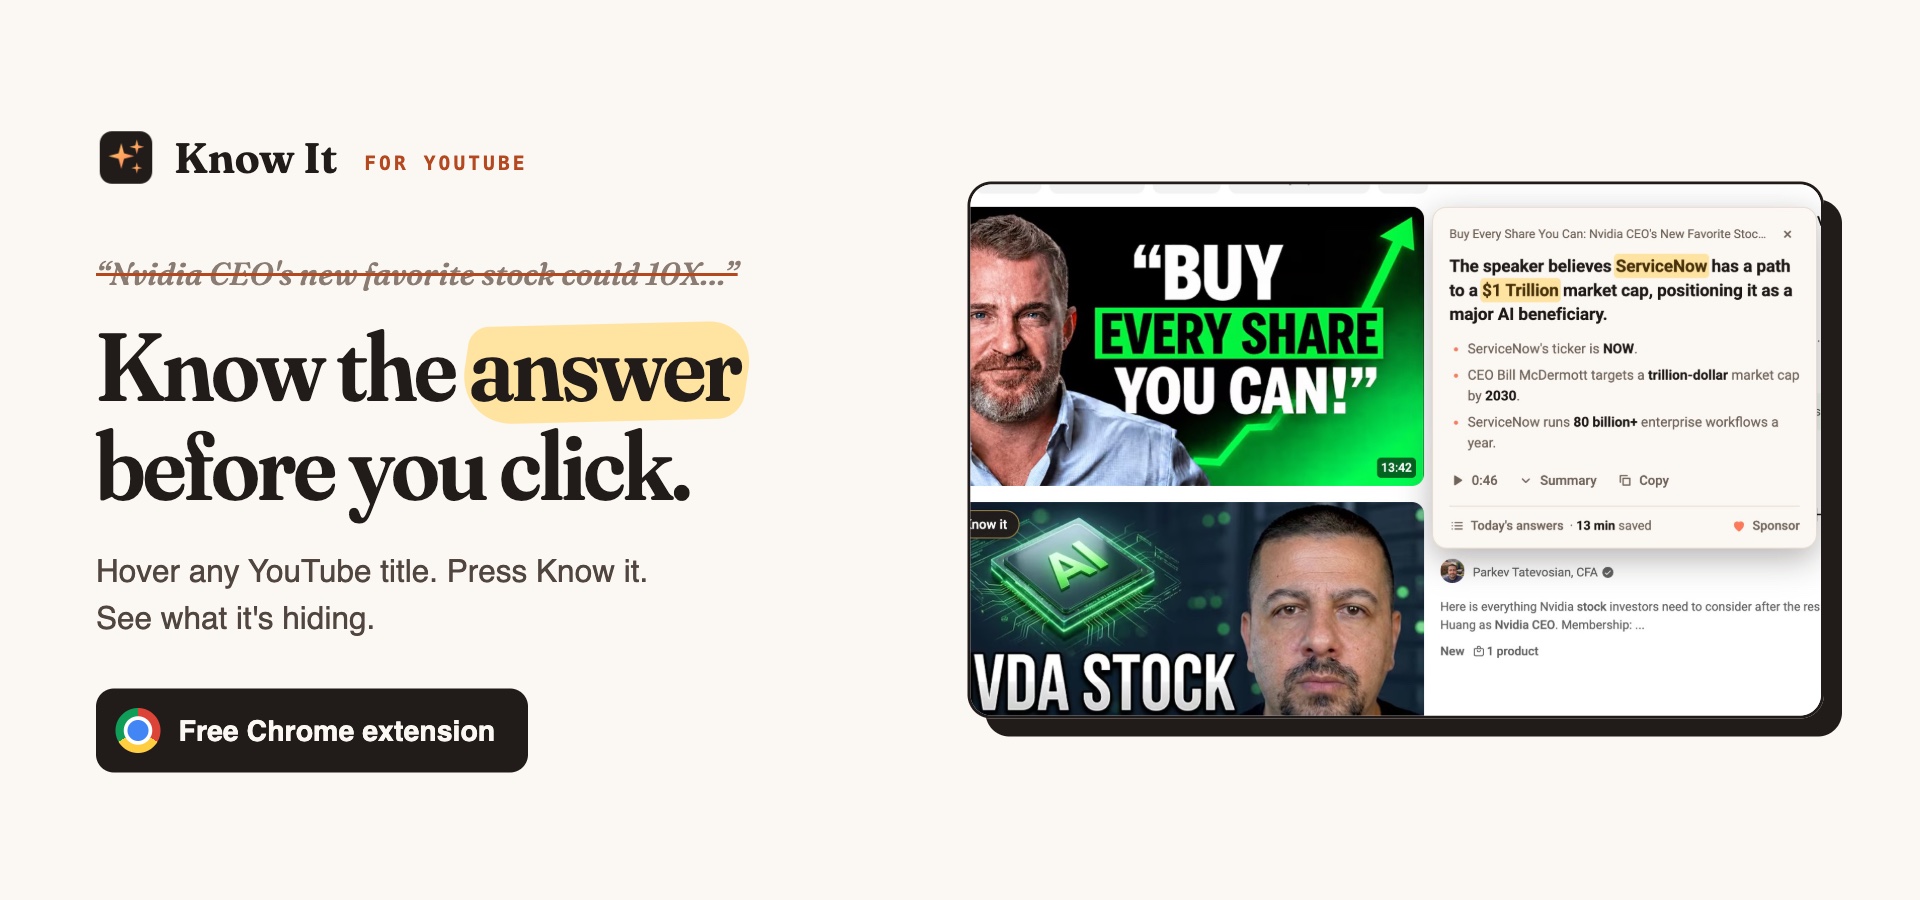 Know It FOR YOUTUBE
“Nvidia CEO's new favorite stock could 10X...”
Know the answer
before you click.
Hover any YouTube title. Press Know it.
See what it's hiding.
Free Chrome extension
“BUY
EVERY SHARE
YOU CAN!”
13:42
Buy Every Share You Can: Nvidia CEO's New Favorite Stoc...
The speaker believes ServiceNow has a path
to a $1 Trillion market cap, positioning it as a
major AI beneficiary.
ServiceNow's ticker is NOW.
CEO Bill McDermott targets a trillion-dollar market cap
by 2030.
ServiceNow runs 80 billion+ enterprise workflows a
year.
0:46 Summary Copy
Today's answers · 13 min saved Sponsor
Know it
AI
VDA STOCK
Parkev Tatevosian, CFA
Here is everything Nvidia stock investors need to consider after the res
Huang as Nvidia CEO. Membership: ...
New 1 product